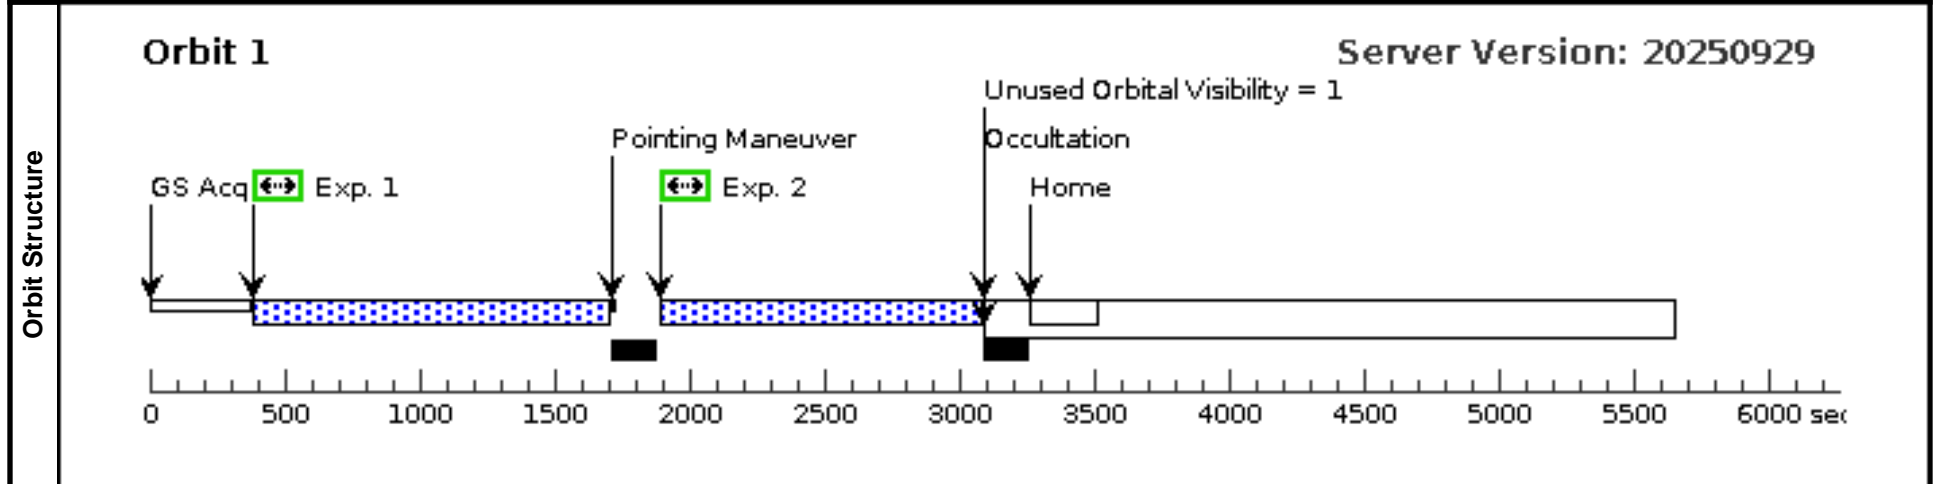 Orbit Structure
Orbit 1
Server Version: 20250929
Unused Orbital Visibility = 1
Pointing Maneuver
Occultation
GS Acq
Exp. 1
Exp. 2
Home
0 500 1000 1500 2000 2500 3000 3500 4000 4500 5000 5500 6000 sec